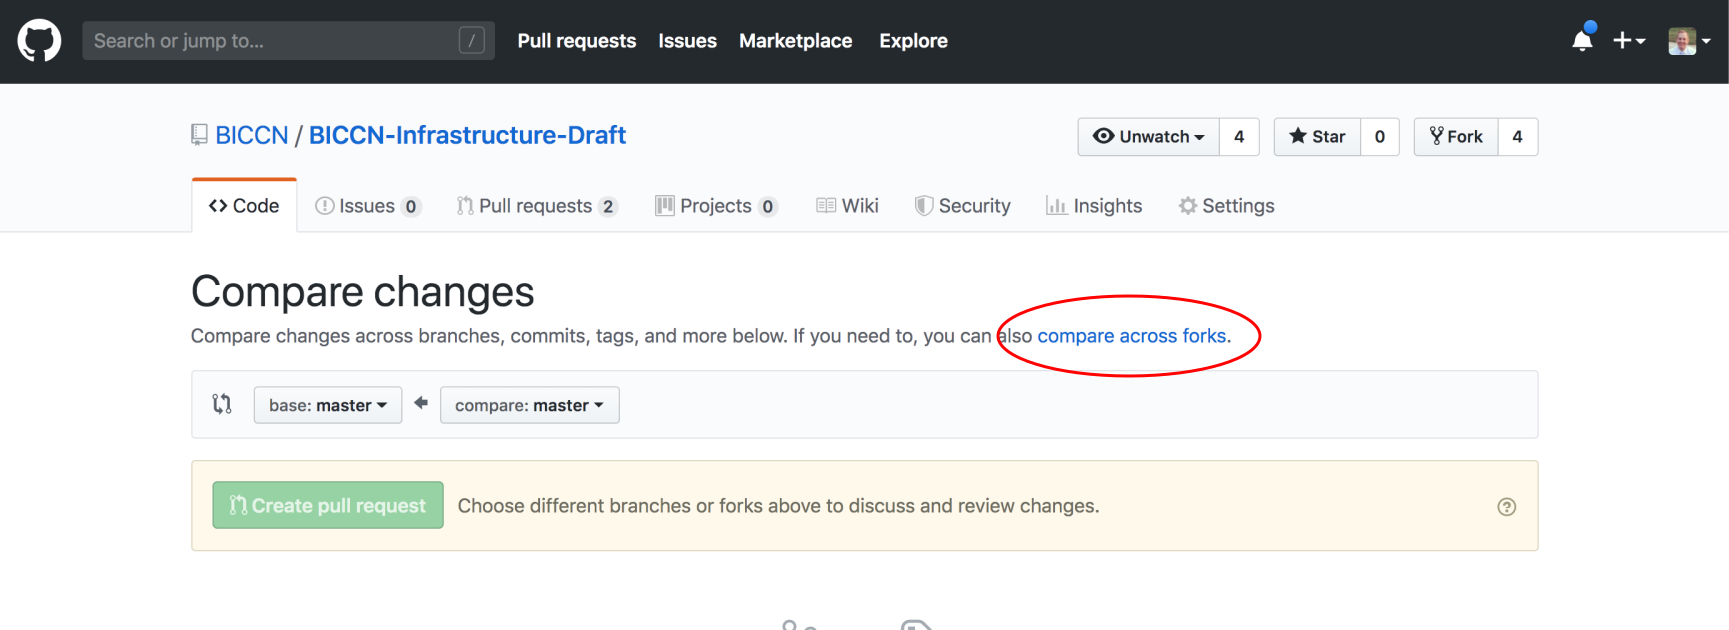 Search or jump to... / Pull requests Issues Marketplace Explore
BICCN / BICCN-Infrastructure-Draft Unwatch 4 Star 0 Fork 4
Code Issues 0 Pull requests 2 Projects 0 Wiki Security Insights Settings
Compare changes
Compare changes across branches, commits, tags, and more below. If you need to, you can also compare across forks.
base: master compare: master
Create pull request Choose different branches or forks above to discuss and review changes.